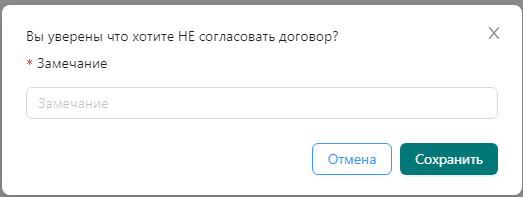 Вы уверены что хотите НЕ согласовать договор?
* Замечание
Замечание
Отмена
Сохранить